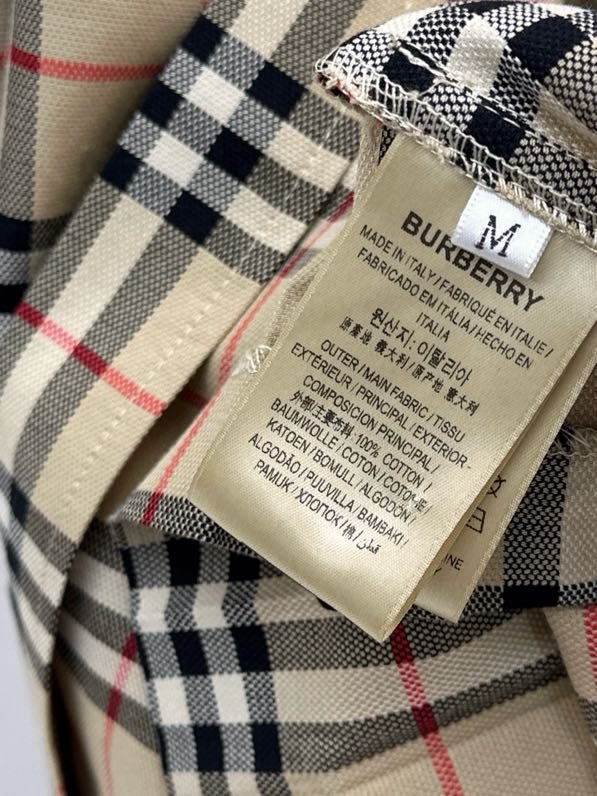 M
BURBERRY
MADE IN ITALY / FABRIQUÉ EN ITALIE /
FABRICADO EM ITÁLIA / HECHO EN
ITALIA
원산지: 이탈리아
原產地 意大利 / 原产地 意大利
OUTER / MAIN FABRIC / TISSU
EXTÉRIEUR / PRINCIPAL / EXTERIOR-
COMPOSICION PRINCIPAL /
外部/主要布料: 100% COTTON /
BAUMWOLLE / COTON / COTONE
KATOEN / BOMULL / ALGODÓN /
ALGODÃO / PUUVILLA / BAMBAKI /
PAMUK / ХЛОПОК / 棉 / قطن
INE